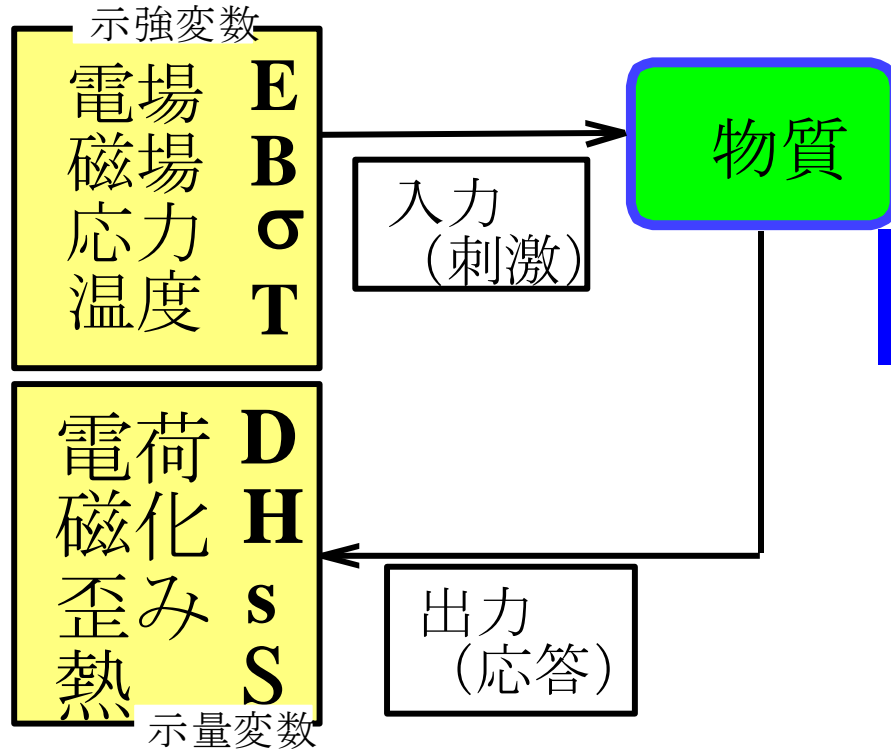 示強変数
電場 E
磁場 B
応力 σ
温度 T
入力
（刺激）
物質
電荷 D
磁化 H
歪み s
熱 S
示量変数
出力
（応答）